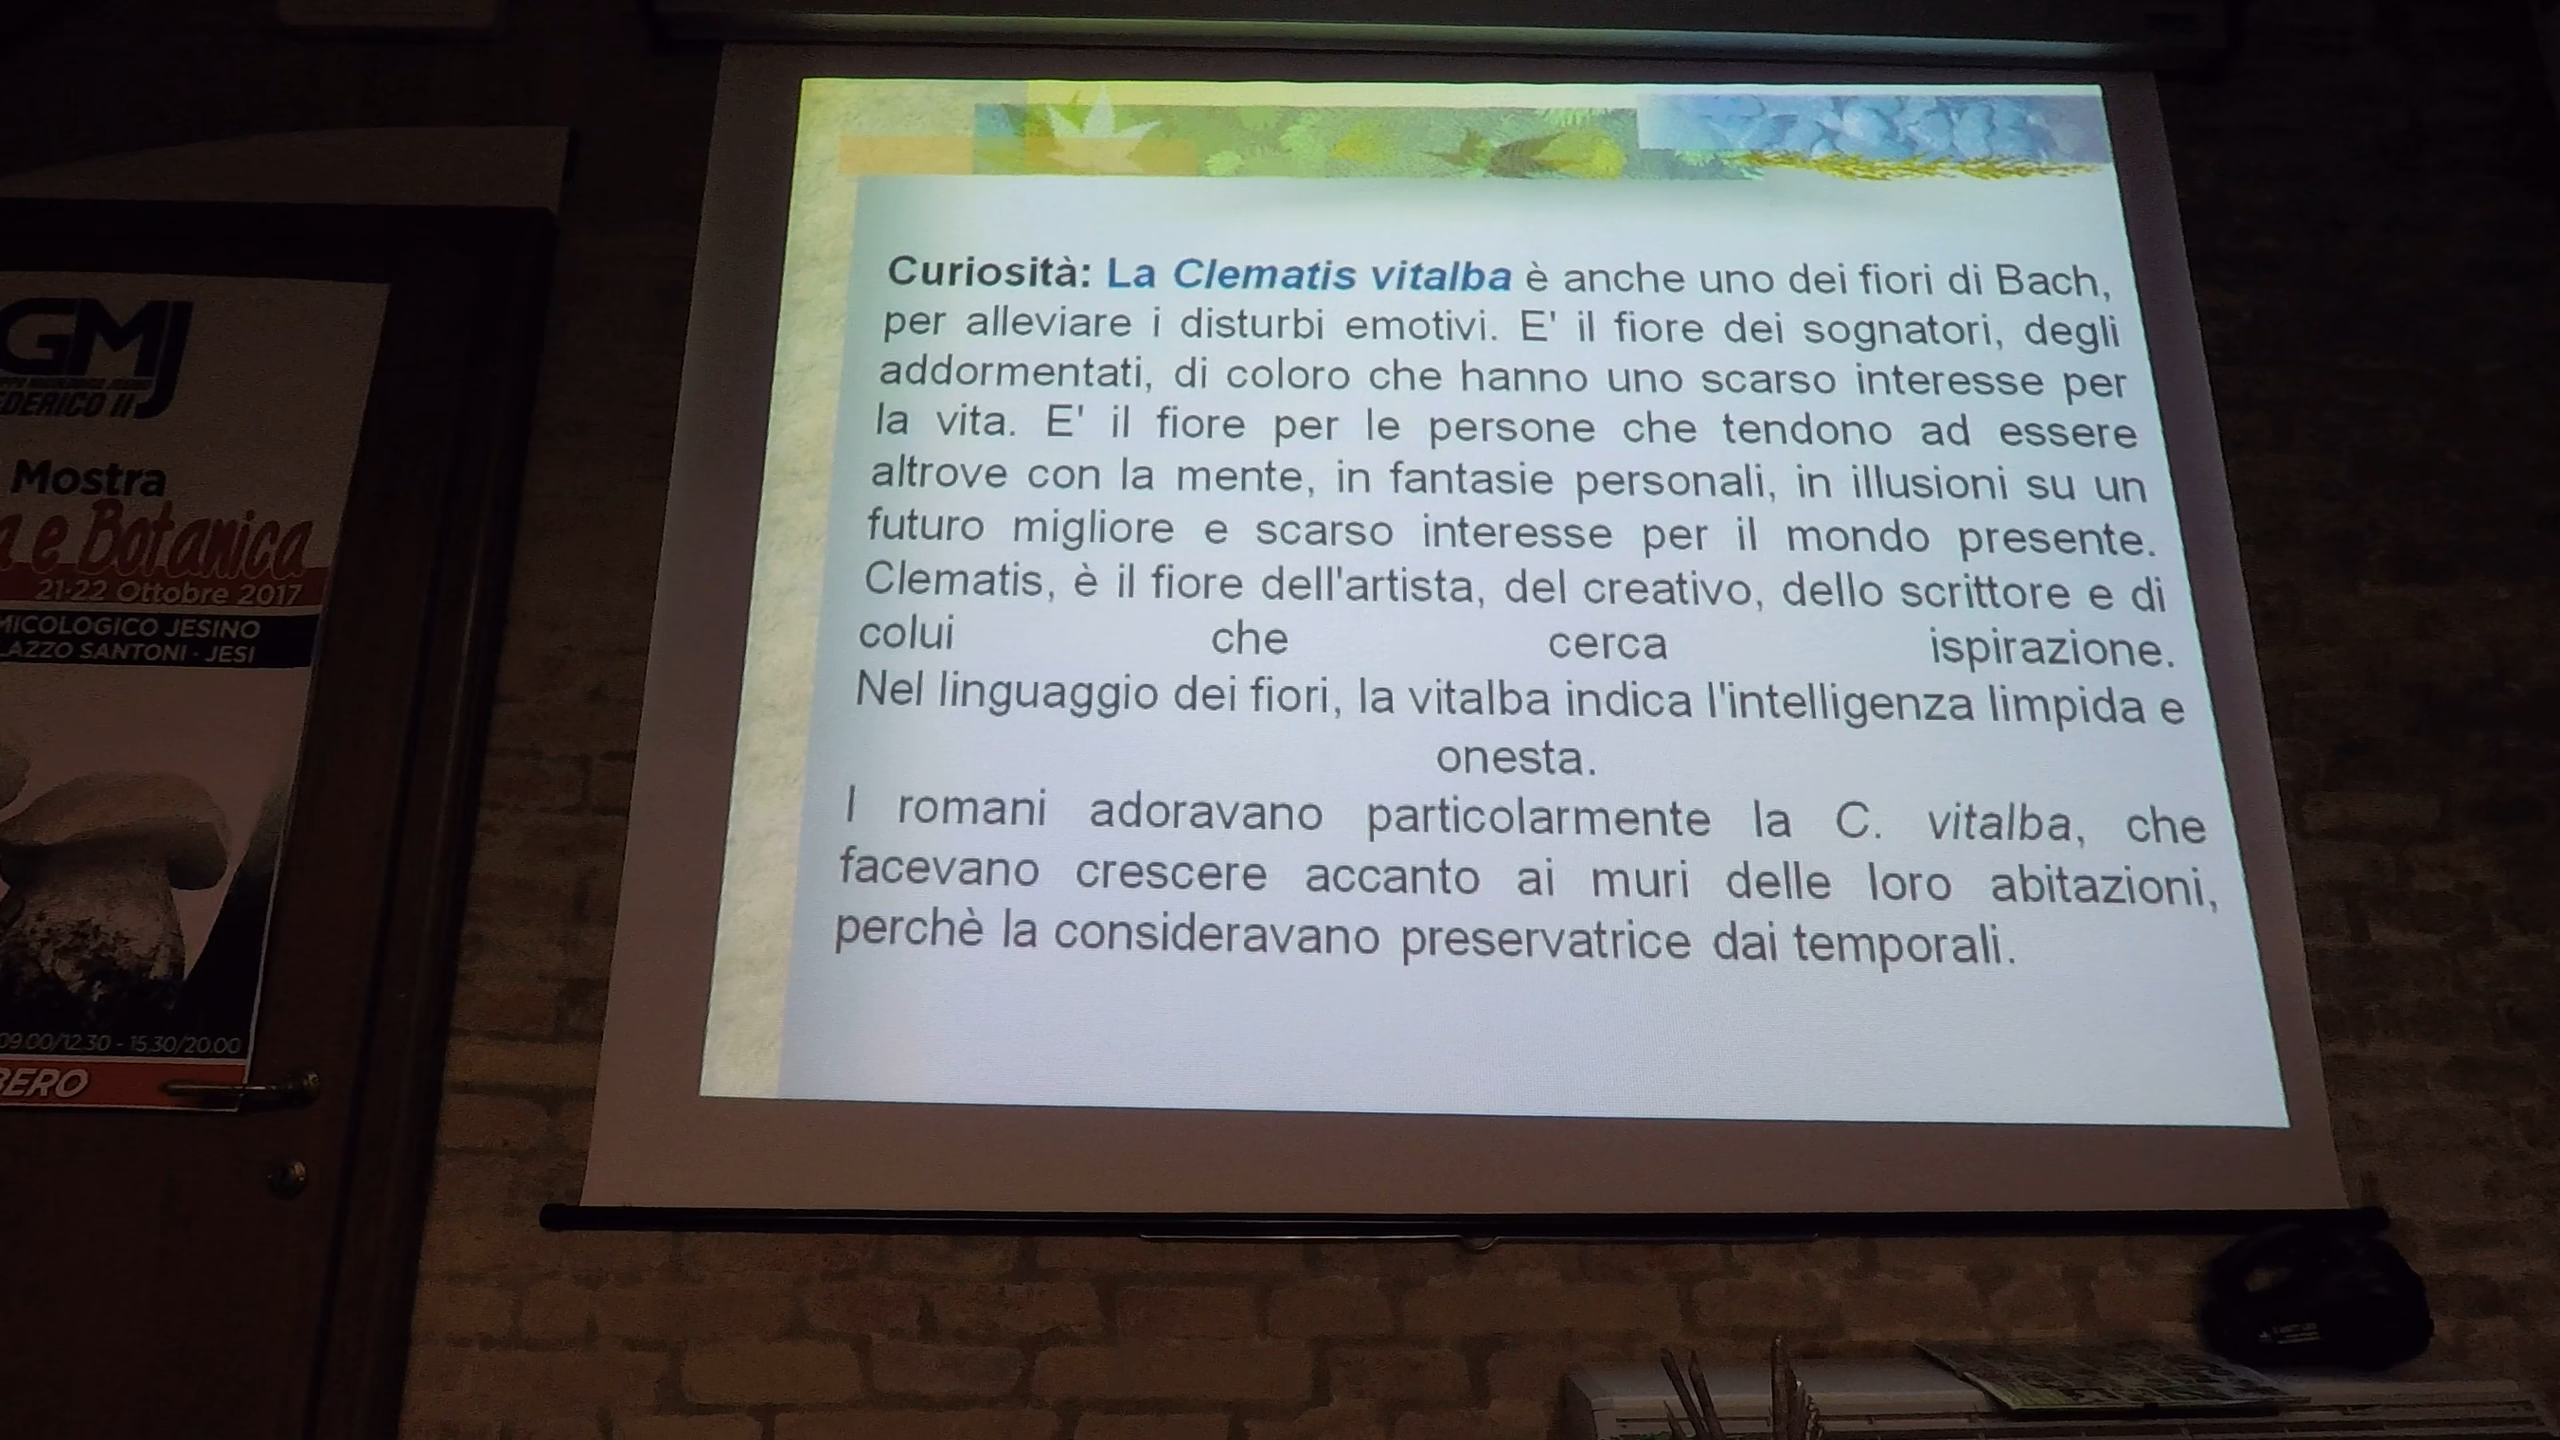 Curiosità: La Clematis vitalba è anche uno dei fiori di Bach,
per alleviare i disturbi emotivi. E' il fiore dei sognatori, degli
addormentati, di coloro che hanno uno scarso interesse per
la vita. E' il fiore per le persone che tendono ad essere
altrove con la mente, in fantasie personali, in illusioni su un
futuro migliore e scarso interesse per il mondo presente.
Clematis, è il fiore dell'artista, del creativo, dello scrittore e di
colui che cerca ispirazione.
Nel linguaggio dei fiori, la vitalba indica l'intelligenza limpida e
onesta.
I romani adoravano particolarmente la C. vitalba, che
facevano crescere accanto ai muri delle loro abitazioni,
perchè la consideravano preservatrice dai temporali.
GMJ
DERICO II
Mostra
a e Botanica
21-22 Ottobre 2017
MICOLOGICO JESINO
LAZZO SANTONI - JESI
09.00/12.30 - 15.30/20.00
BERO